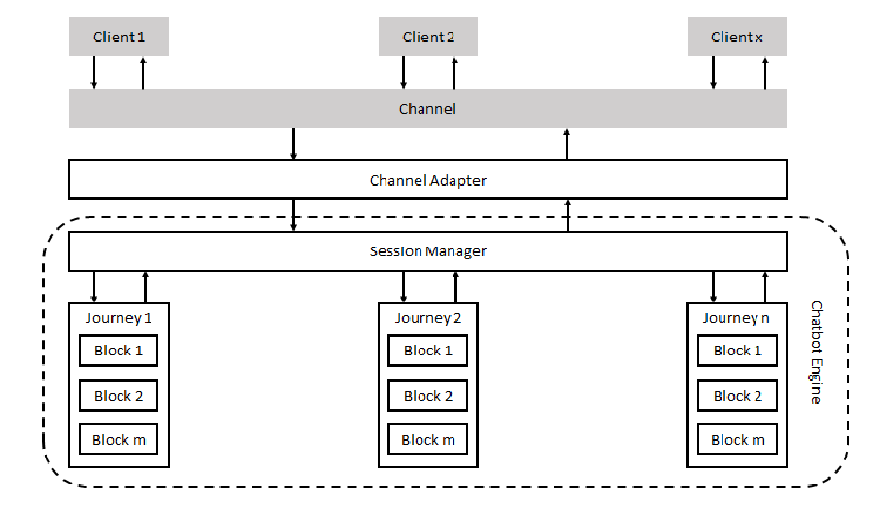 Client 1
Client 2
Client x
Channel
Channel Adapter
Session Manager
Journey 1
Block 1
Block 2
Block m
Journey 2
Block 1
Block 2
Block m
Journey n
Block 1
Block 2
Block m
Chatbot Engine